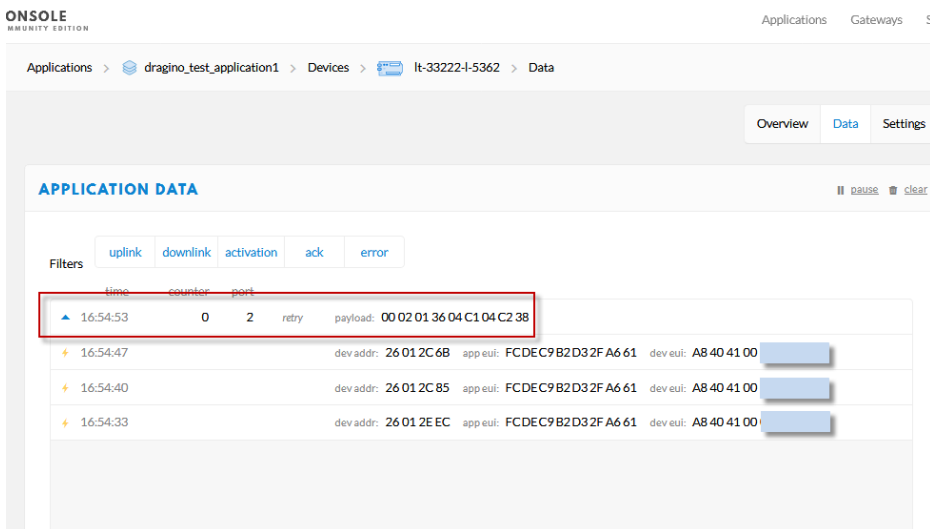 ONSOLE
MMUNITY EDITION
Applications Gateways S
Applications > dragino_test_application1 > Devices > lt-33222-l-5362 > Data
Overview Data Settings
APPLICATION DATA
pause clear
Filters uplink downlink activation ack error
time counter port
16:54:53 0 2 retry payload: 00 02 01 36 04 C1 04 C2 38
16:54:47 dev addr: 26 01 2C 6B app eui: FC DE C9 B2 D3 2F A6 61 dev eui: A8 40 41 00
16:54:40 dev addr: 26 01 2C 85 app eui: FC DE C9 B2 D3 2F A6 61 dev eui: A8 40 41 00
16:54:33 dev addr: 26 01 2E EC app eui: FC DE C9 B2 D3 2F A6 61 dev eui: A8 40 41 00